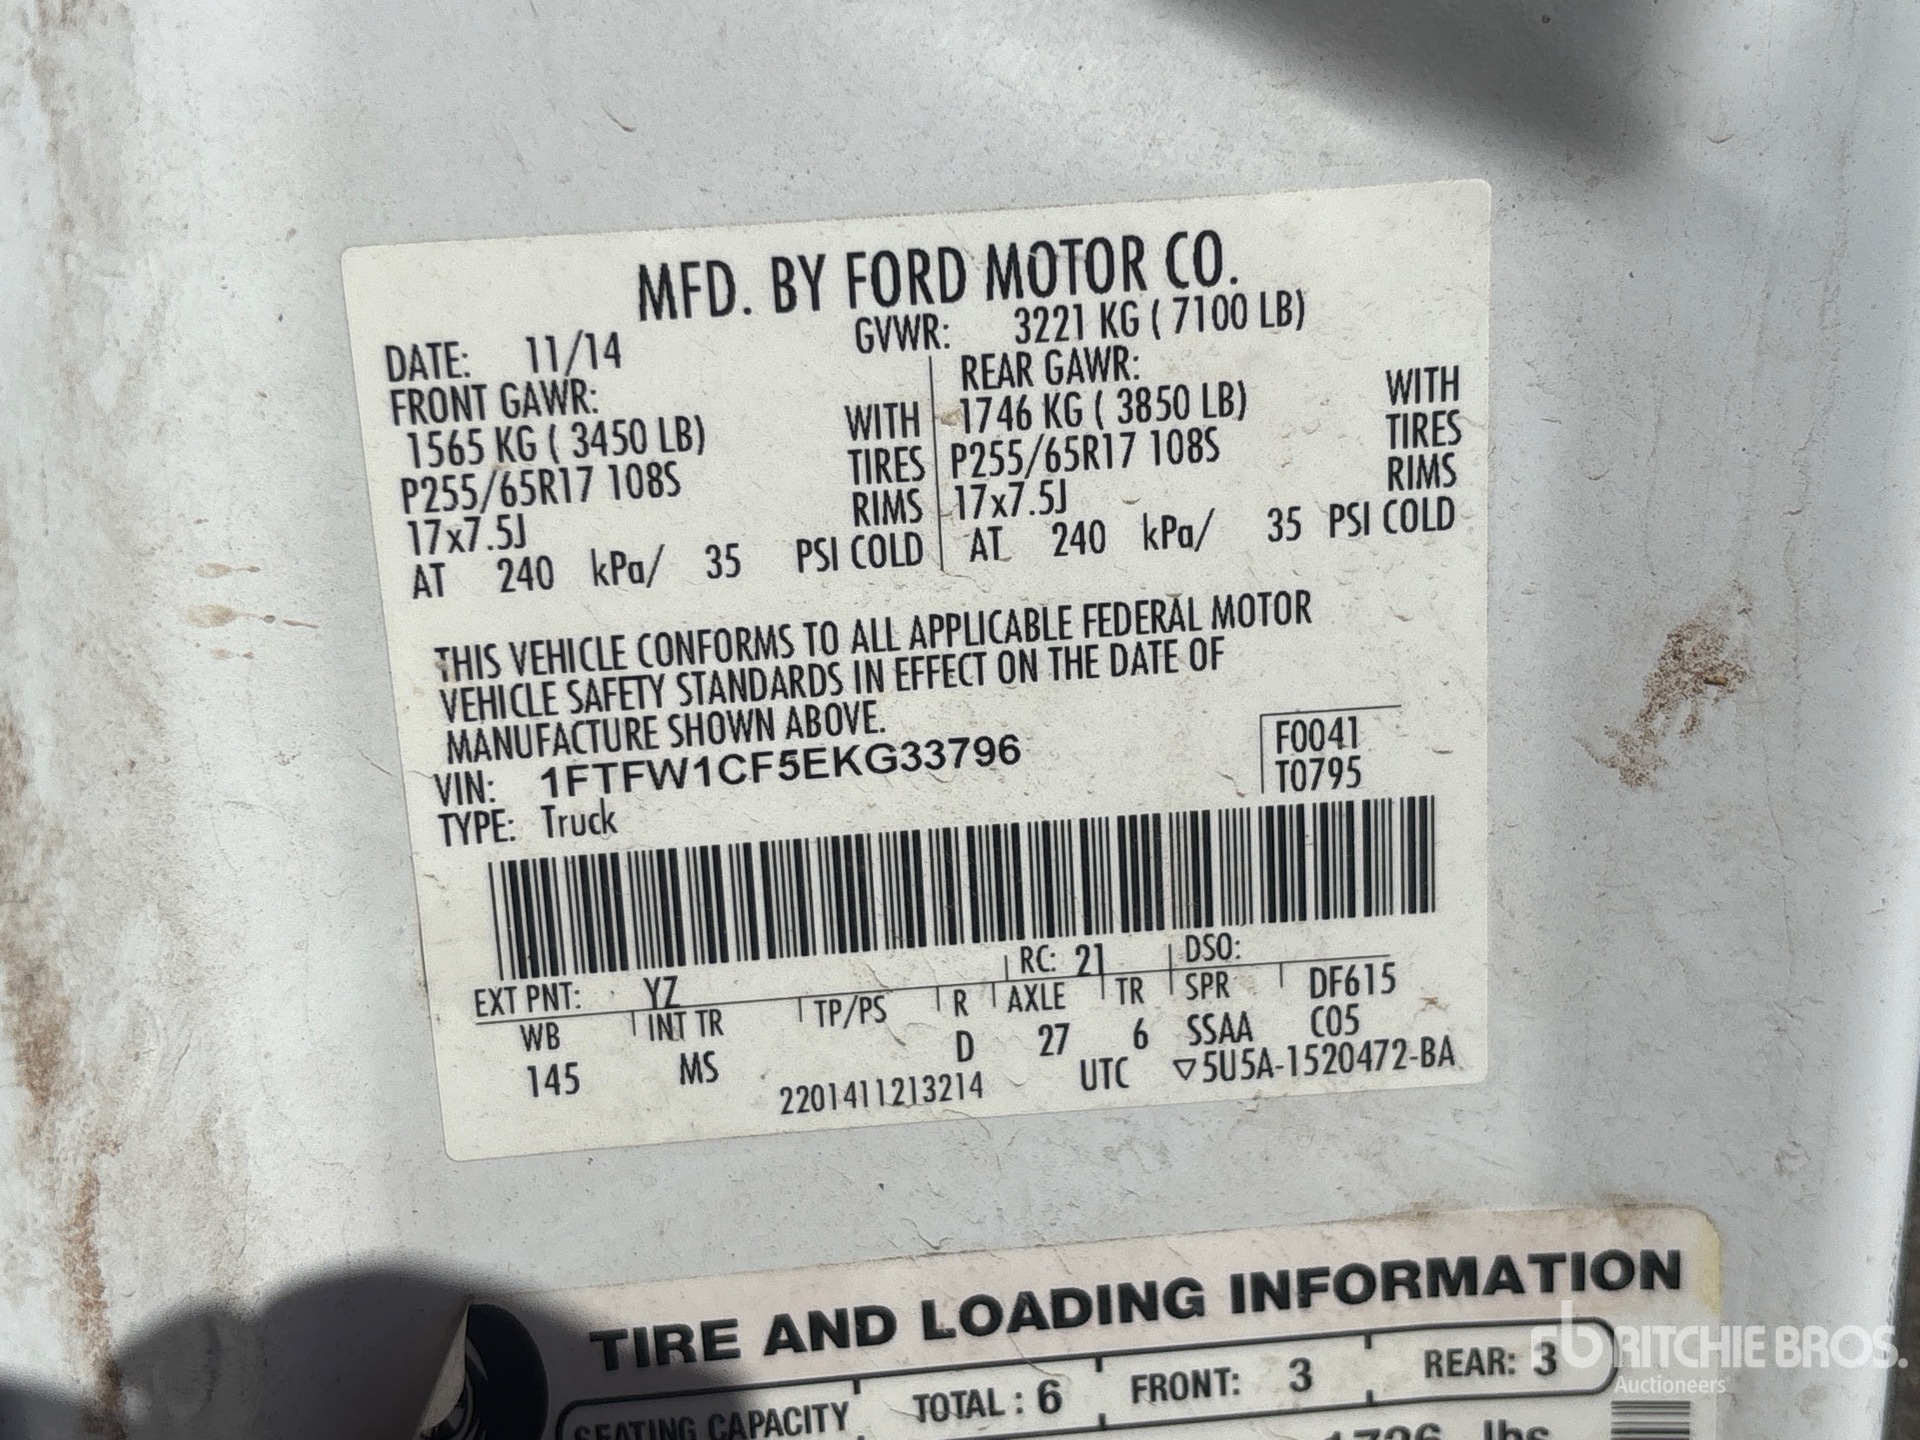 MFD. BY FORD MOTOR CO.
DATE: 11/14 GVWR: 3221 KG ( 7100 LB)
FRONT GAWR: REAR GAWR:
1565 KG ( 3450 LB) WITH 1746 KG ( 3850 LB) WITH
P255/65R17 108S TIRES P255/65R17 108S TIRES
17x7.5J RIMS 17x7.5J RIMS
AT 240 kPa/ 35 PSI COLD AT 240 kPa/ 35 PSI COLD
THIS VEHICLE CONFORMS TO ALL APPLICABLE FEDERAL MOTOR
VEHICLE SAFETY STANDARDS IN EFFECT ON THE DATE OF
MANUFACTURE SHOWN ABOVE.
VIN: 1FTFW1CF5EKG33796 F0041
TYPE: Truck T0795
EXT PNT: YZ RC: 21 DSO:
WB INT TR TP/PS R AXLE TR SPR DF615
145 MS D 27 6 SSAA C05
2201411213214 UTC ▽5U5A-1520472-BA
TIRE AND LOADING INFORMATION
SEATING CAPACITY TOTAL : 6 FRONT: 3 REAR: 3
1726 lbs
rb RITCHIE BROS.
Auctioneers